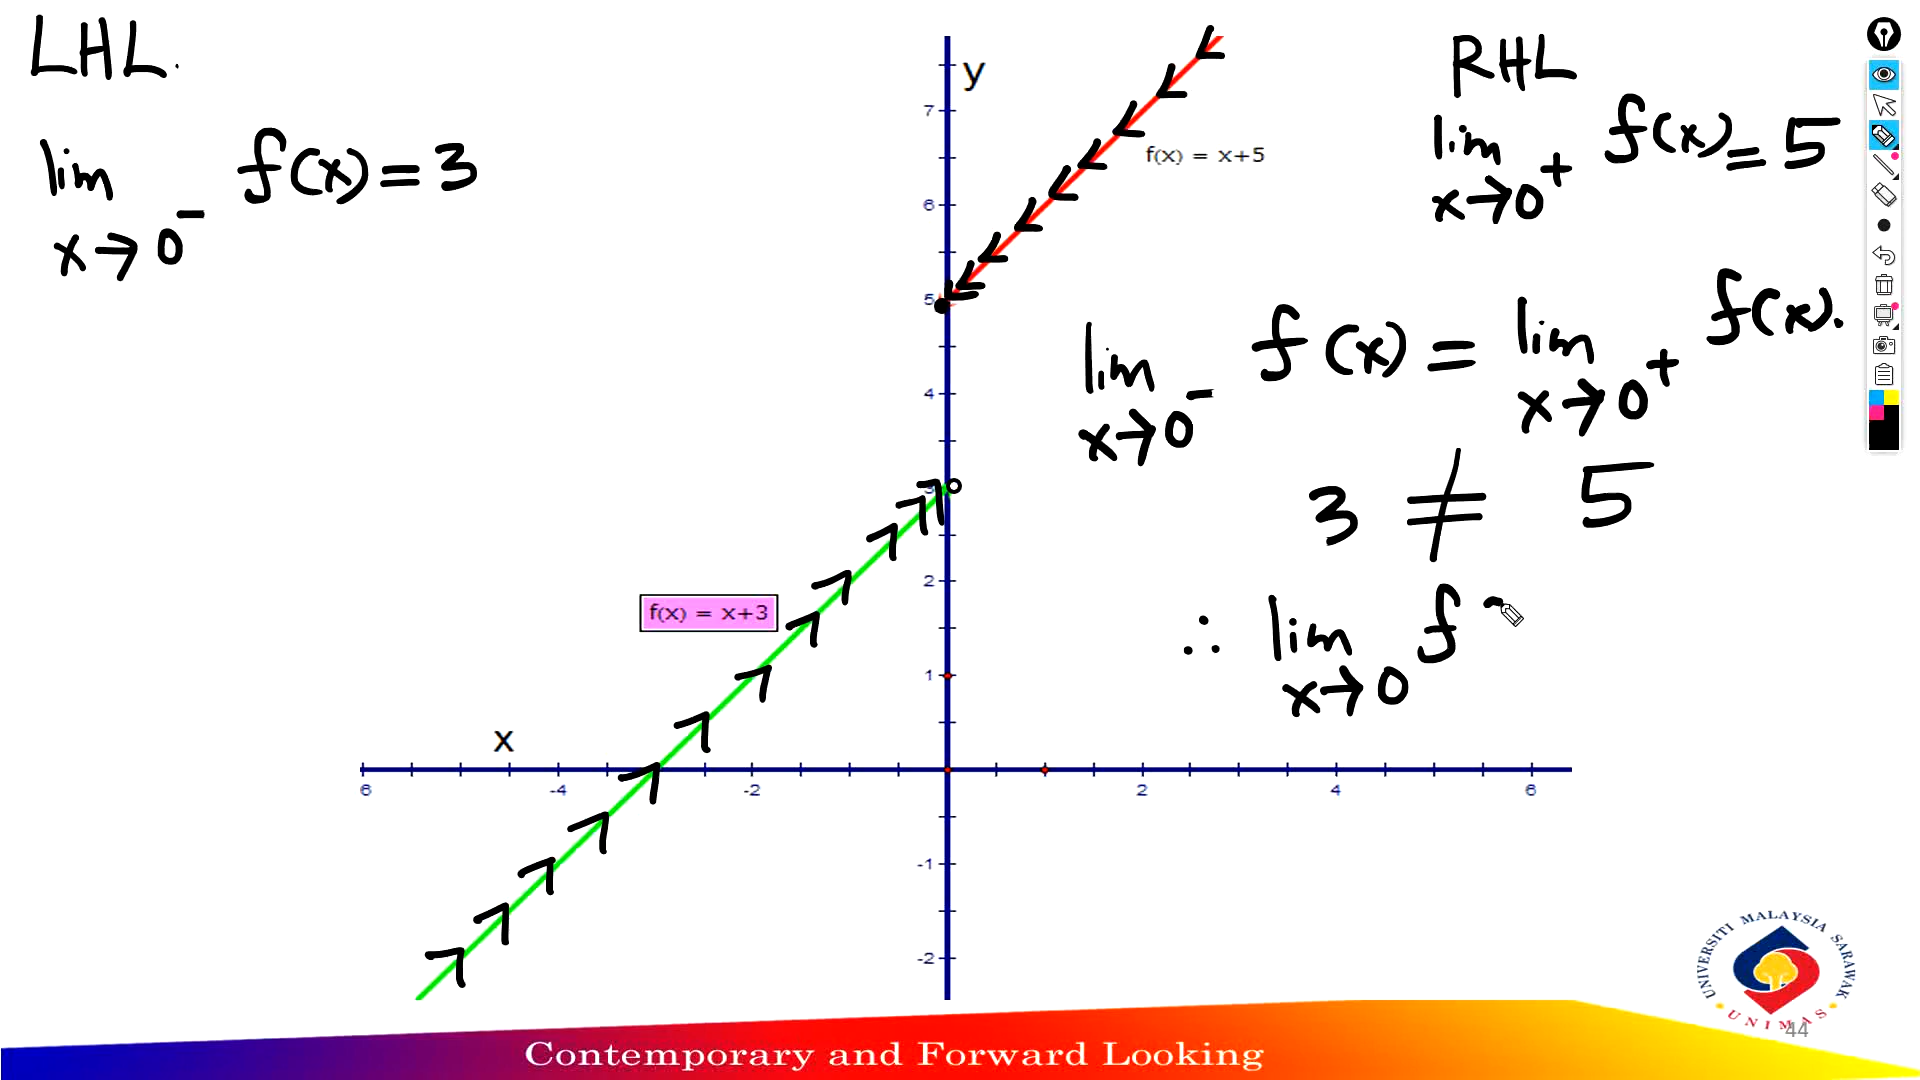 LHL.
lim f(x) = 3
x→0⁻
RHL
lim f(x) = 5
x→0⁺
y
7
f(x) = x+5
6
5
lim f(x) = lim f(x).
x→0⁻ x→0⁺
4
3
3 ≠ 5
2
f(x) = x+3
∴ lim f
x→0
1
x
6 -4 -2 2 4 6
-1
-2
UNIVERSITI MALAYSIA SARAWAK
UNIMAS
44
Contemporary and Forward Looking